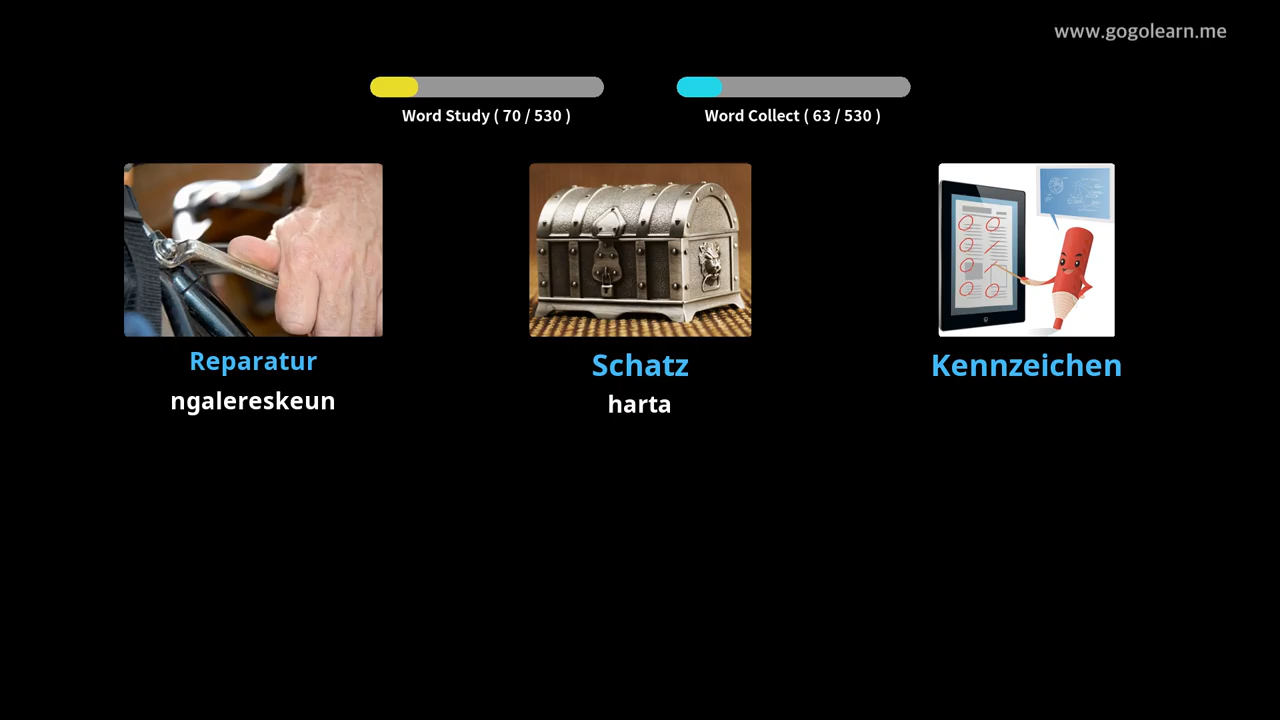 www.gogolearn.me
Word Study ( 70 / 530 )
Word Collect ( 63 / 530 )
Reparatur
Schatz
Kennzeichen
ngalereskeun
harta